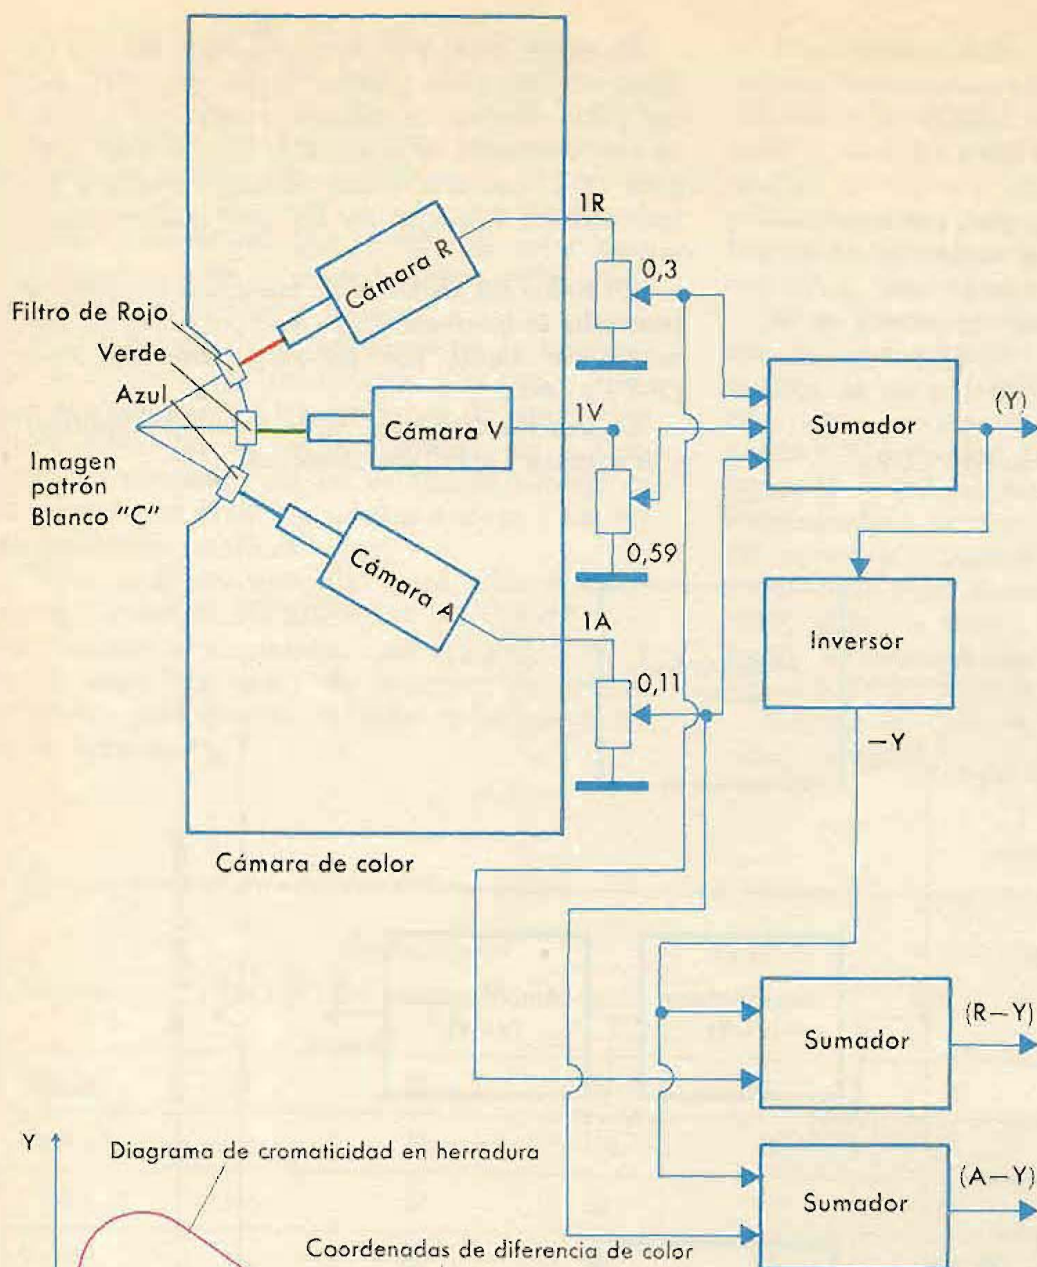 1R
Cámara R
0,3
Filtro de Rojo
Verde
Azul
1V
Cámara V
Sumador
(Y)
Imagen
patrón
Blanco "C"
0,59
Cámara A
1A
Inversór
0,11
−Y
Cámara de color
Sumador
(R−Y)
Y
Diagrama de cromaticidad en herradura
Sumador
(A−Y)
Coordenadas de diferencia de color